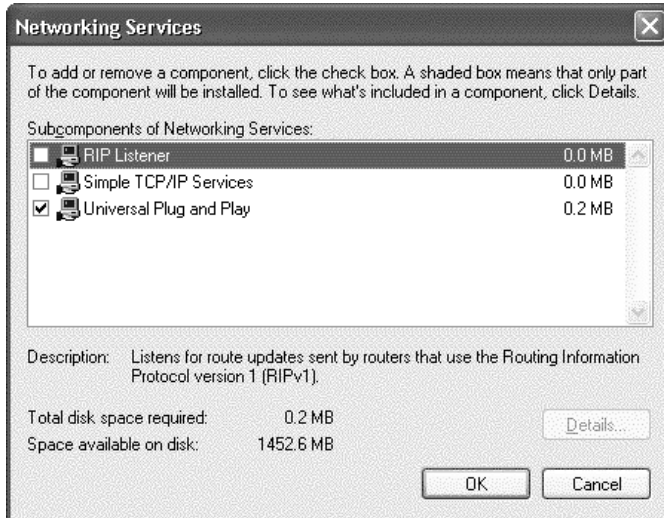 Networking Services
To add or remove a component, click the check box. A shaded box means that only part
of the component will be installed. To see what's included in a component, click Details.
Subcomponents of Networking Services:
RIP Listener 0.0 MB
Simple TCP/IP Services 0.0 MB
Universal Plug and Play 0.2 MB
Description: Listens for route updates sent by routers that use the Routing Information
Protocol version 1 (RIPv1).
Total disk space required: 0.2 MB
Details...
Space available on disk: 1452.6 MB
OK Cancel